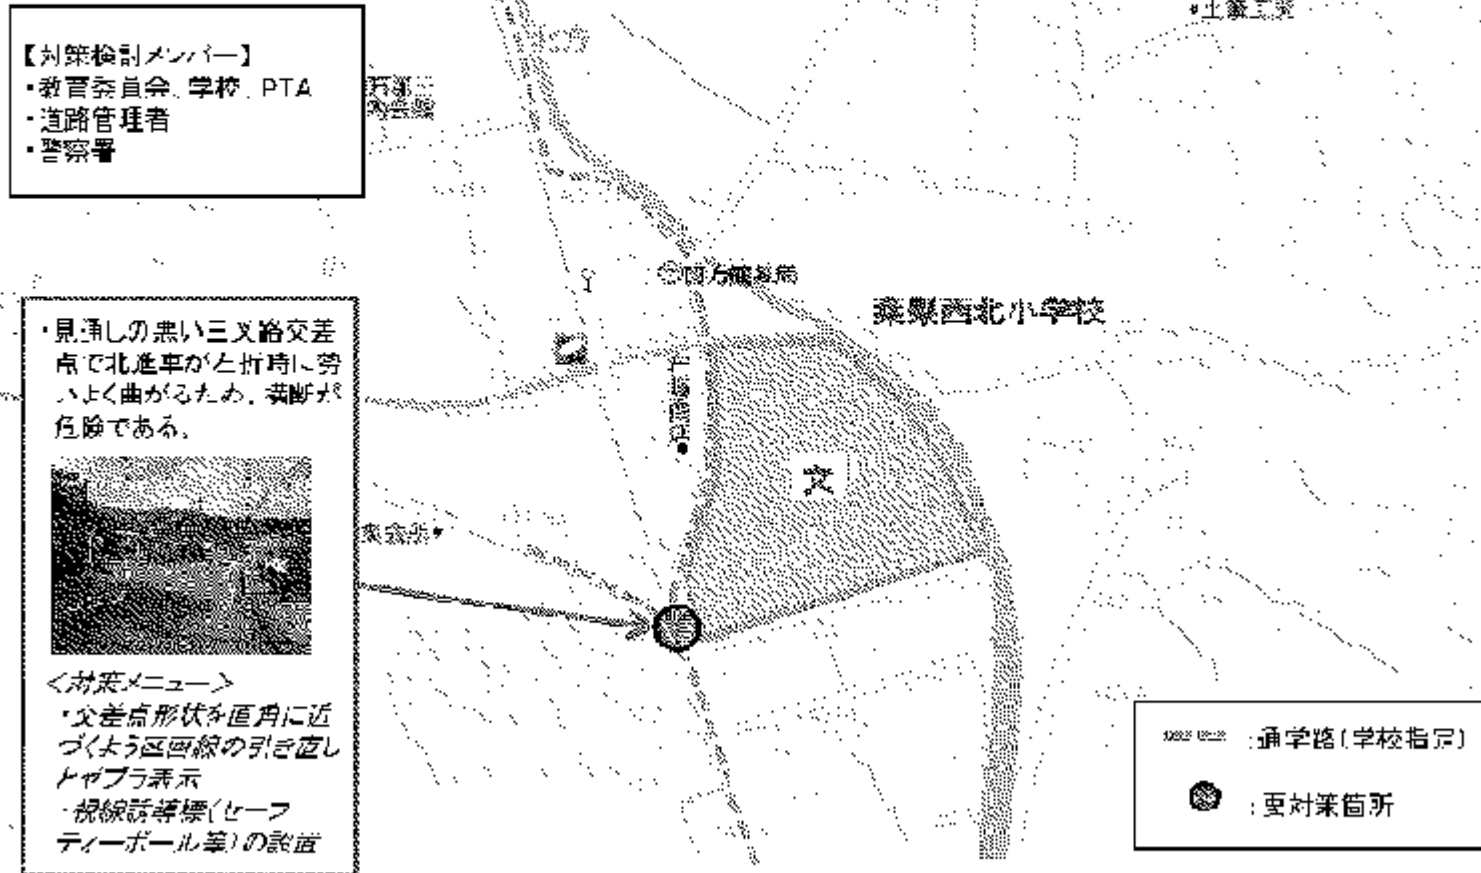 【対策検討メンバー】
・教育委員会、学校、PTA
・道路管理者
・警察署
西北小学校
文
・見通しの悪い三叉路交差
点で北進車が左折時に勢
いよく曲がるため、横断が
危険である。
<対策メニュー>
・交差点形状を直角に近
づくよう区画線の引き直し
とゼブラ表示
・視線誘導標(セーフ
ティーポール等)の設置
:通学路(学校指定)
:要対策箇所